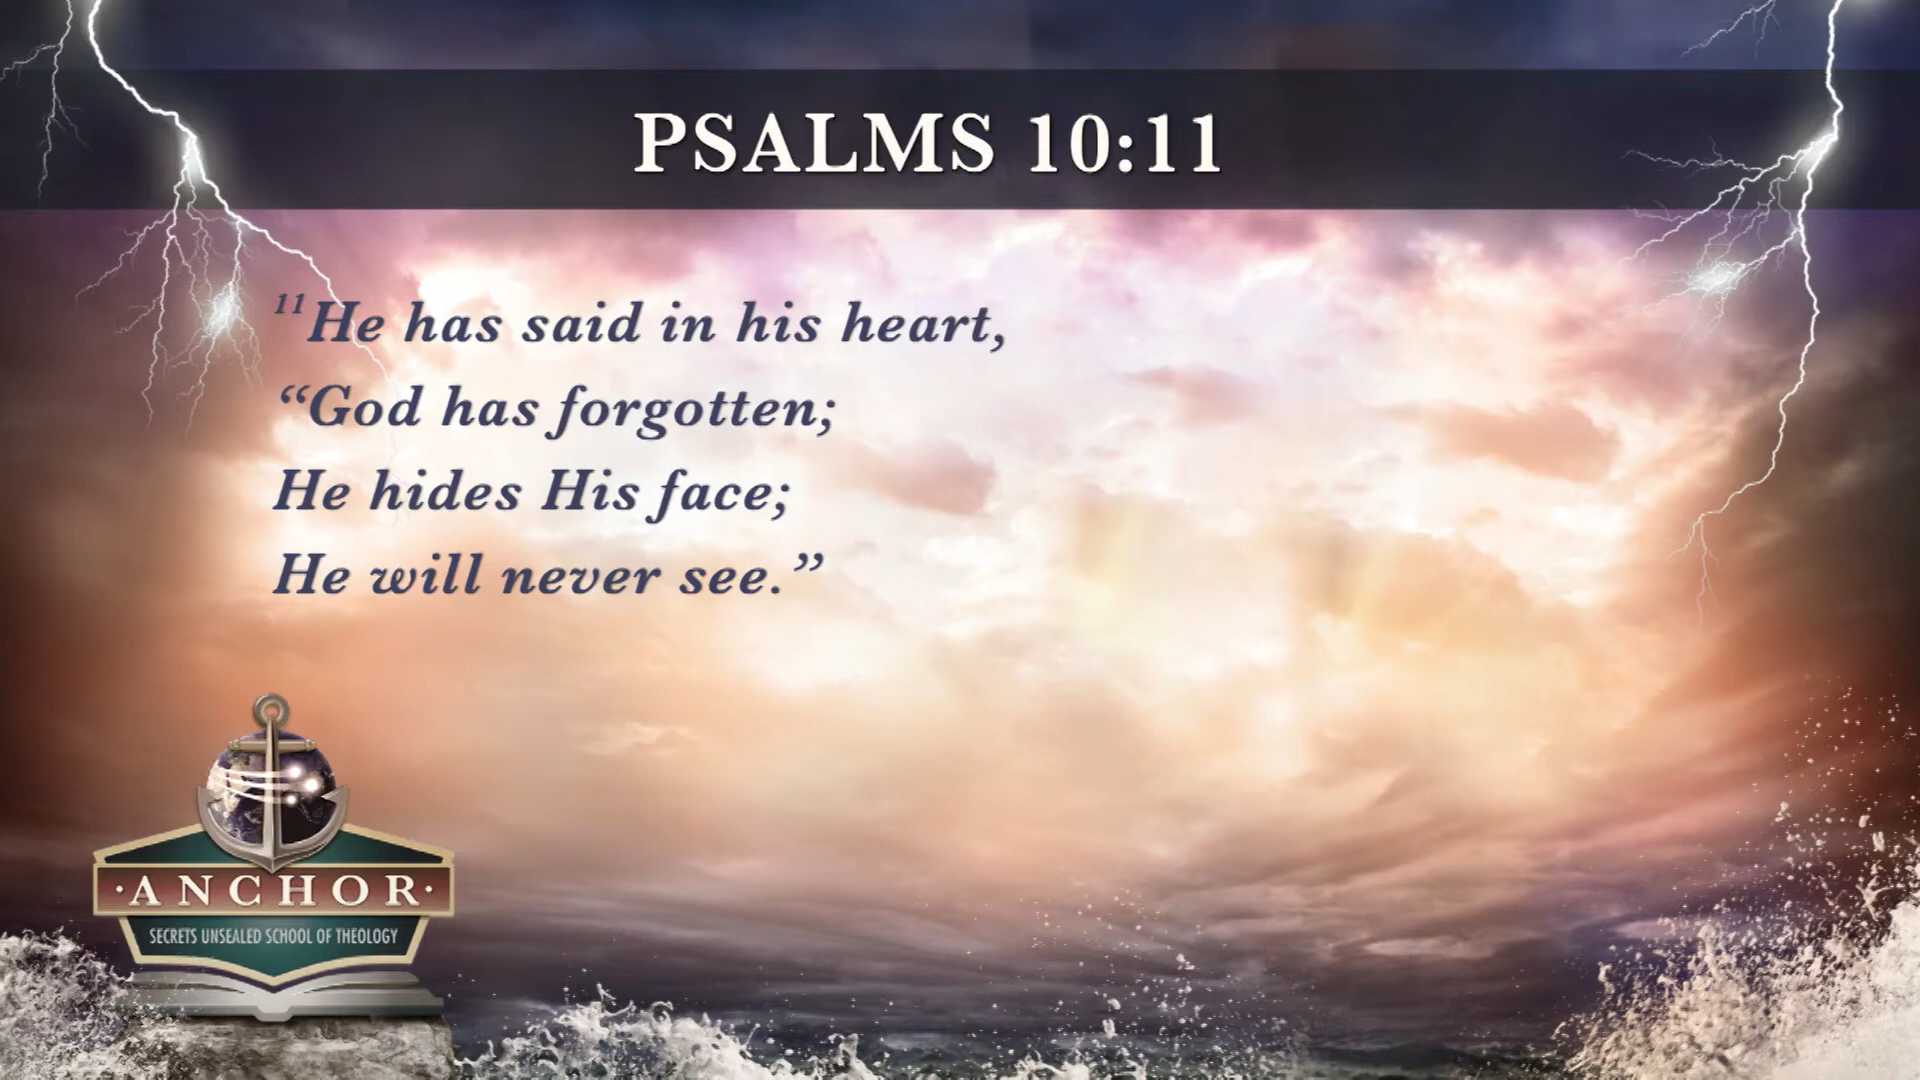 PSALMS 10:11
¹¹He has said in his heart,
“God has forgotten;
He hides His face;
He will never see.”
·ANCHOR·
SECRETS UNSEALED SCHOOL OF THEOLOGY